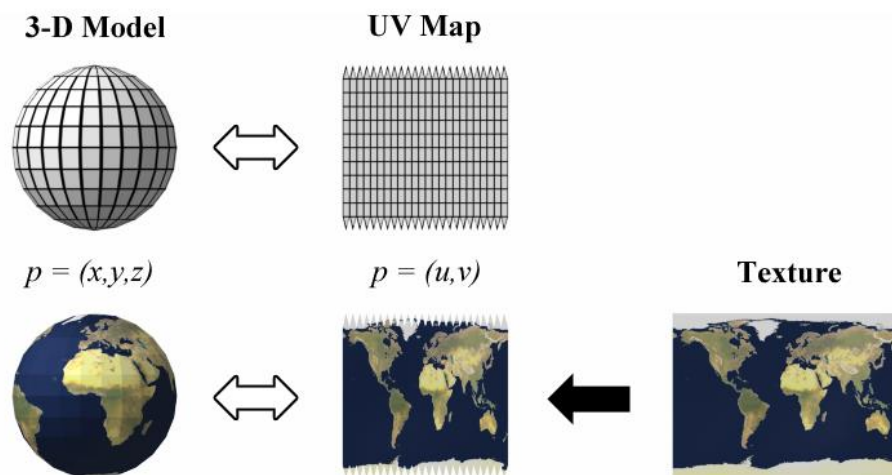 3-D Model
UV Map
p = (x,y,z)
p = (u,v)
Texture